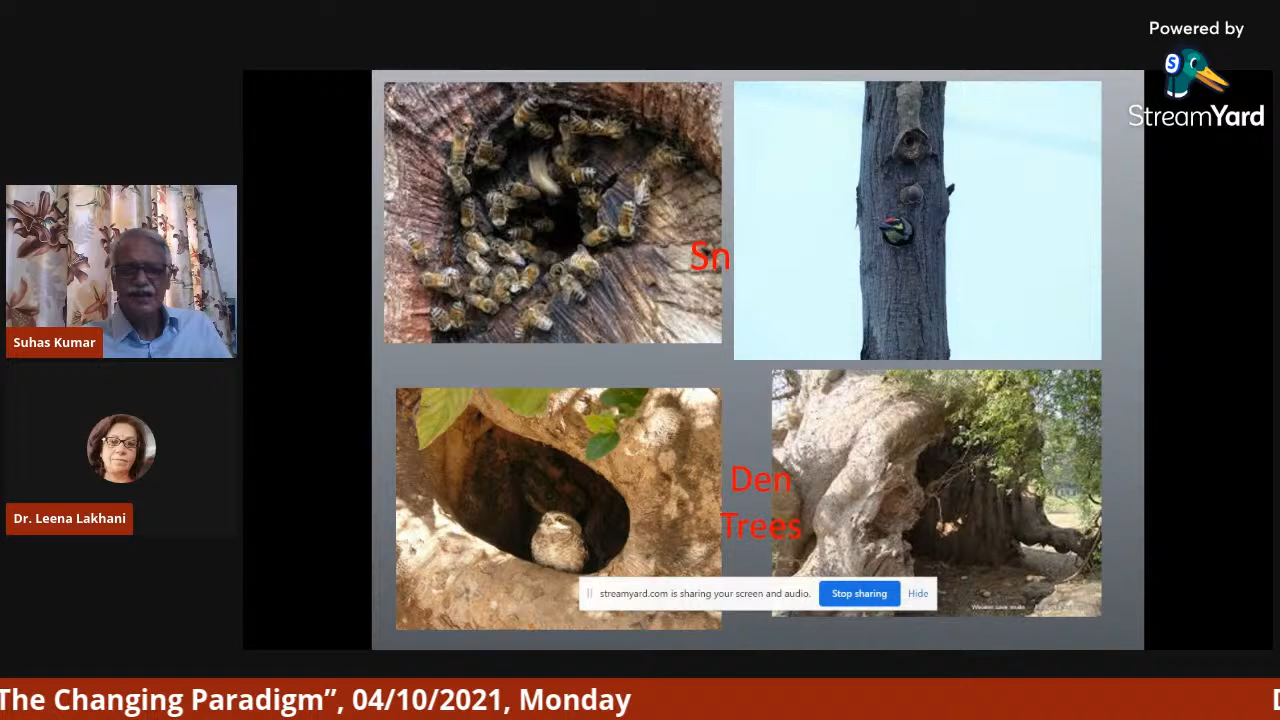 Powered by
StreamYard
Suhas Kumar
Dr. Leena Lakhani
Sn
Den
Trees
streamyard.com is sharing your screen and audio.
Stop sharing
Hide
The Changing Paradigm”, 04/10/2021, Monday